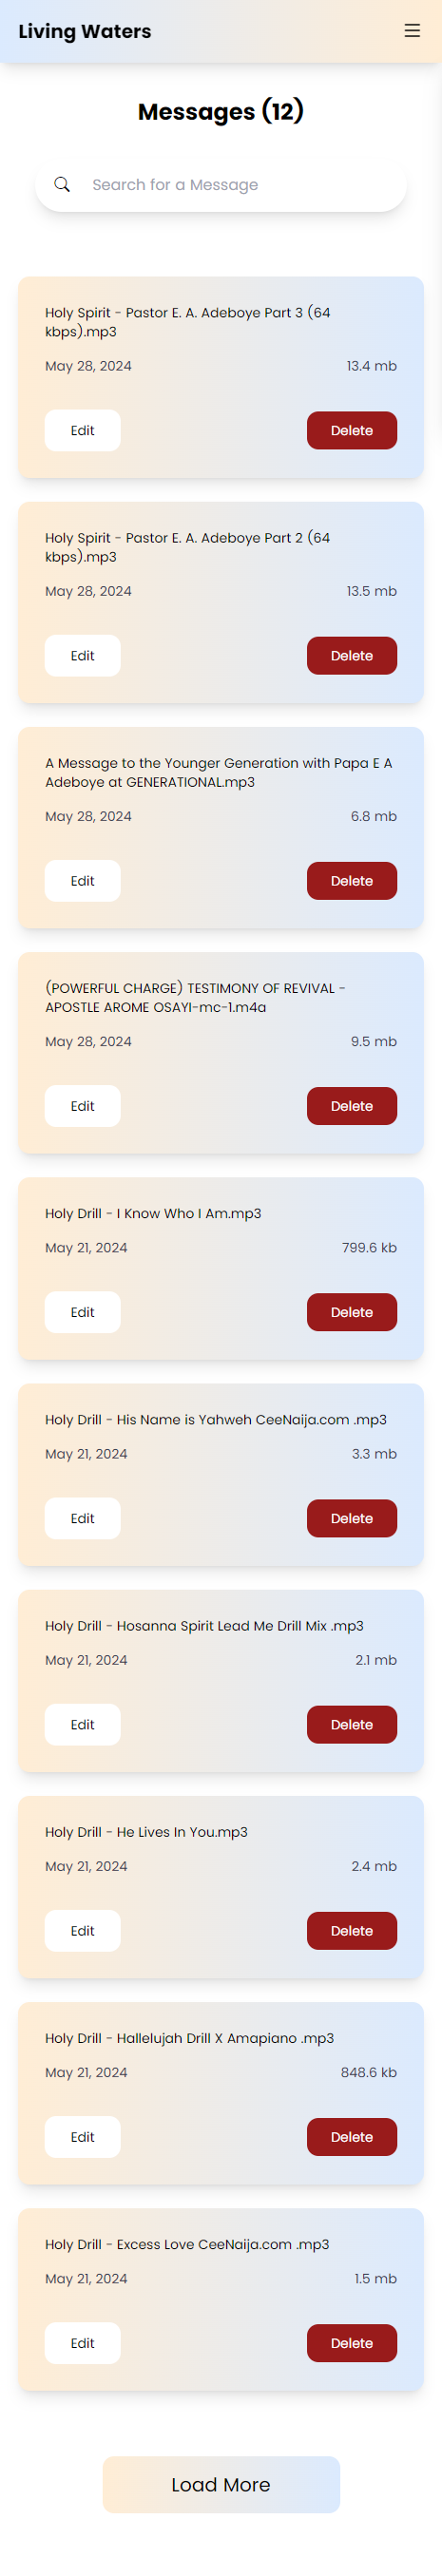 Living Waters
Messages (12)
Search for a Message
Holy Spirit - Pastor E. A. Adeboye Part 3 (64
kbps).mp3
May 28, 2024 13.4 mb
Edit Delete
Holy Spirit - Pastor E. A. Adeboye Part 2 (64
kbps).mp3
May 28, 2024 13.5 mb
Edit Delete
A Message to the Younger Generation with Papa E A
Adeboye at GENERATIONAL.mp3
May 28, 2024 6.8 mb
Edit Delete
(POWERFUL CHARGE) TESTIMONY OF REVIVAL -
APOSTLE AROME OSAYI-mc-1.m4a
May 28, 2024 9.5 mb
Edit Delete
Holy Drill - I Know Who I Am.mp3
May 21, 2024 799.6 kb
Edit Delete
Holy Drill - His Name is Yahweh CeeNaija.com .mp3
May 21, 2024 3.3 mb
Edit Delete
Holy Drill - Hosanna Spirit Lead Me Drill Mix .mp3
May 21, 2024 2.1 mb
Edit Delete
Holy Drill - He Lives In You.mp3
May 21, 2024 2.4 mb
Edit Delete
Holy Drill - Hallelujah Drill X Amapiano .mp3
May 21, 2024 848.6 kb
Edit Delete
Holy Drill - Excess Love CeeNaija.com .mp3
May 21, 2024 1.5 mb
Edit Delete
Load More